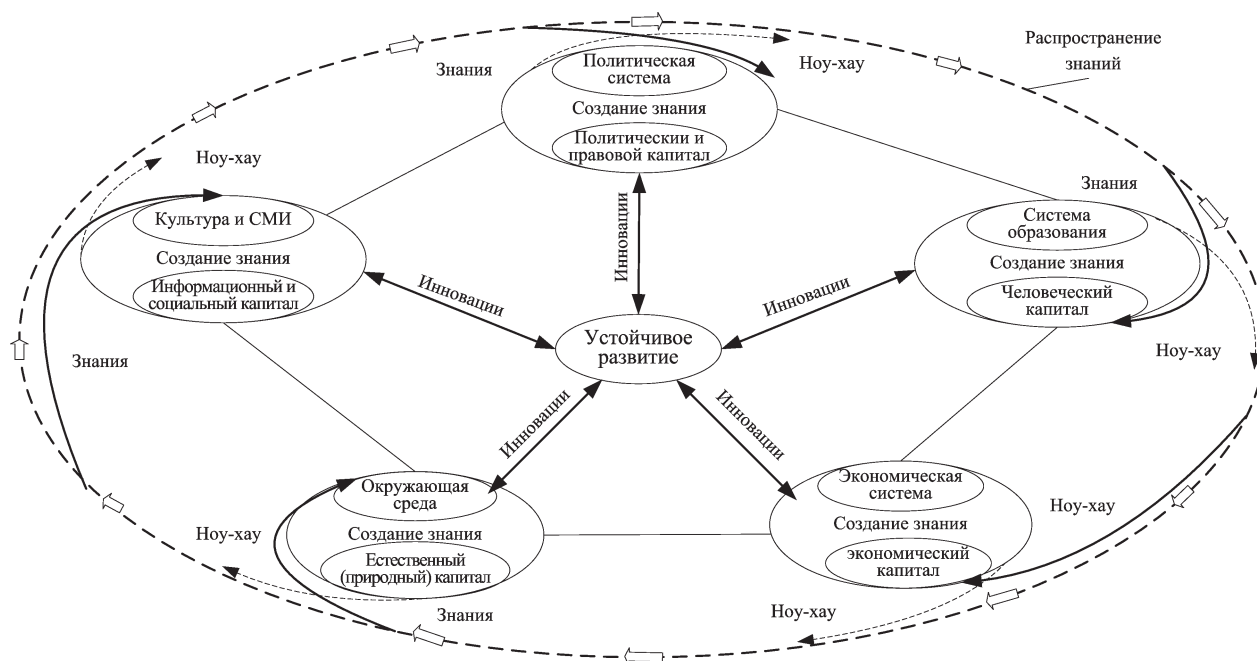 Распространение
знаний
Знания
Ноу-хау
Политическая
система
Создание знания
Политически и
правовой капитал
Ноу-хау
Знания
Культура и СМИ
Создание знания
Информационный и
социальный капитал
Система
образования
Создание знания
Человеческий
капитал
Инновации
Инновации
Инновации
Устойчивое
развитие
Знания
Ноу-хау
Инновации
Инновации
Окружающая
среда
Создание знания
Естественный
(природный) капитал
Экономическая
система
Создание знания
экономический
капитал
Ноу-хау
Ноу-хау
Знания
Ноу-хау